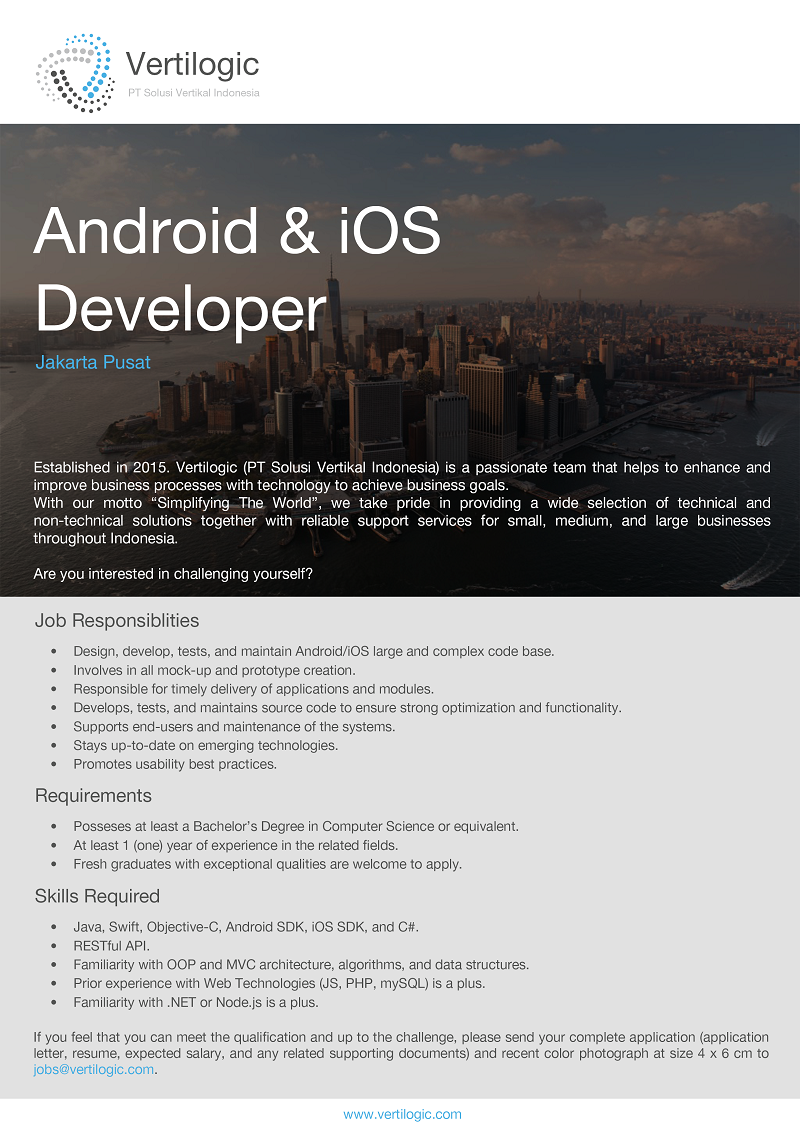 Vertilogic
PT Solusi Vertikal Indonesia
Android & iOS
Developer
Jakarta Pusat
Established in 2015. Vertilogic (PT Solusi Vertikal Indonesia) is a passionate team that helps to enhance and
improve business processes with technology to achieve business goals.
With our motto “Simplifying The World”, we take pride in providing a wide selection of technical and
non-technical solutions together with reliable support services for small, medium, and large businesses
throughout Indonesia.
Are you interested in challenging yourself?
Job Responsiblities
• Design, develop, tests, and maintain Android/iOS large and complex code base.
• Involves in all mock-up and prototype creation.
• Responsible for timely delivery of applications and modules.
• Develops, tests, and maintains source code to ensure strong optimization and functionality.
• Supports end-users and maintenance of the systems.
• Stays up-to-date on emerging technologies.
• Promotes usability best practices.
Requirements
• Posseses at least a Bachelor’s Degree in Computer Science or equivalent.
• At least 1 (one) year of experience in the related fields.
• Fresh graduates with exceptional qualities are welcome to apply.
Skills Required
• Java, Swift, Objective-C, Android SDK, iOS SDK, and C#.
• RESTful API.
• Familiarity with OOP and MVC architecture, algorithms, and data structures.
• Prior experience with Web Technologies (JS, PHP, mySQL) is a plus.
• Familiarity with .NET or Node.js is a plus.
If you feel that you can meet the qualification and up to the challenge, please send your complete application (application
letter, resume, expected salary, and any related supporting documents) and recent color photograph at size 4 x 6 cm to
jobs@vertilogic.com.
www.vertilogic.com